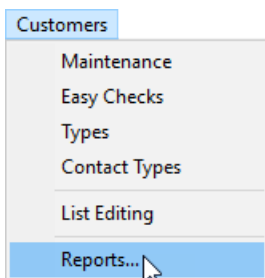 Customers
Maintenance
Easy Checks
Types
Contact Types
List Editing
Reports...